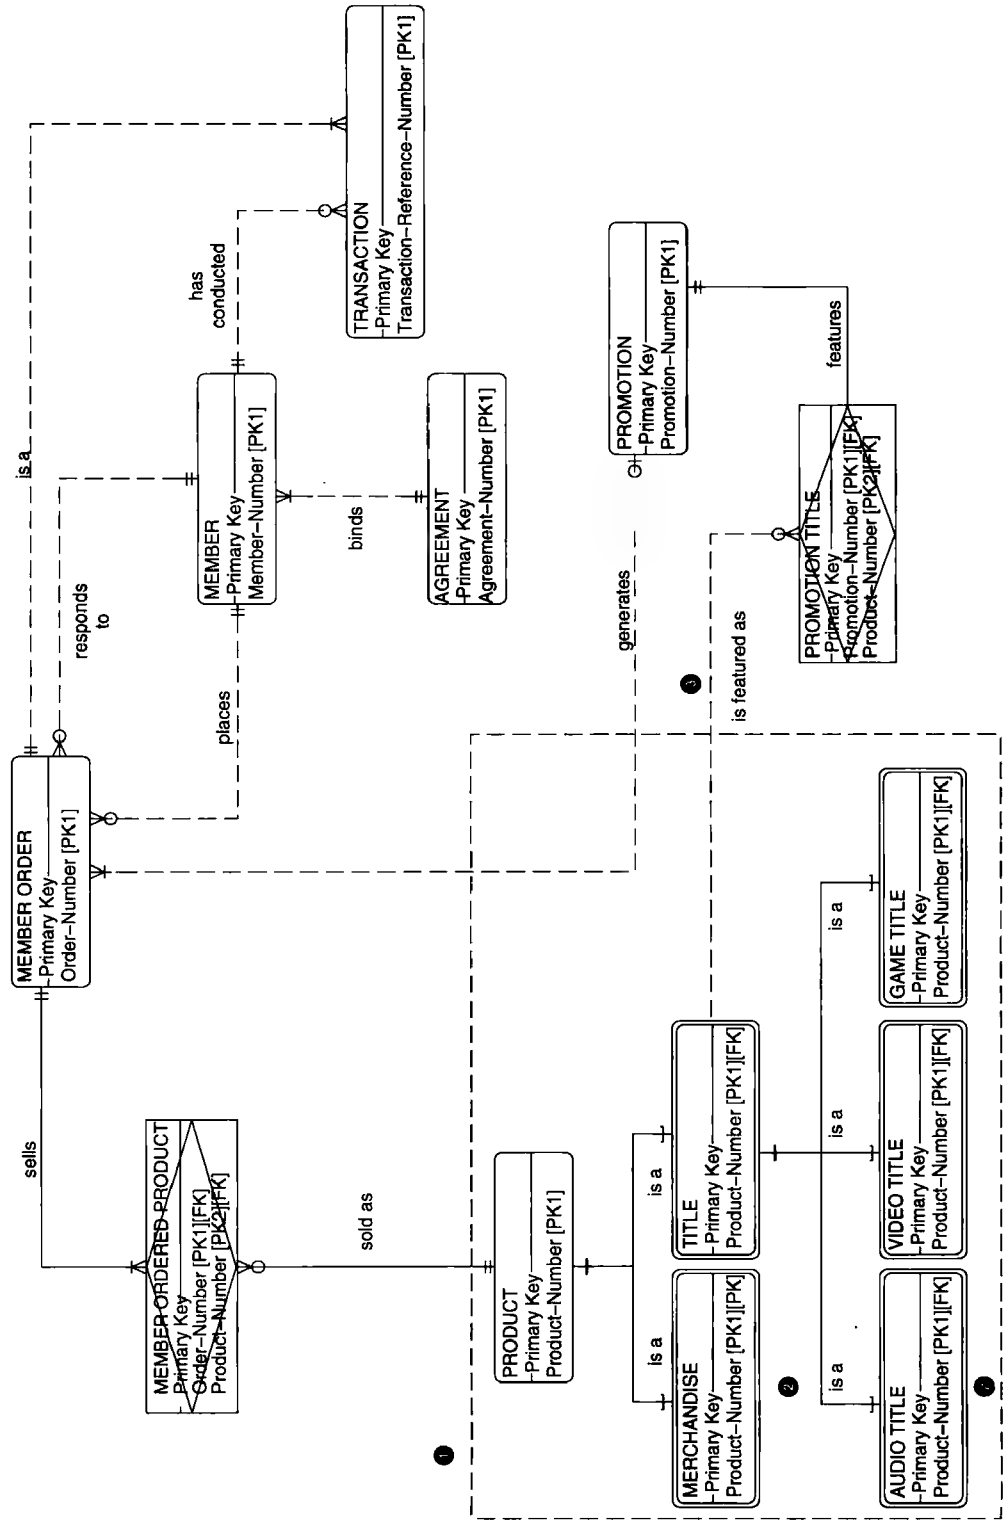 sells
MEMBER ORDER
Primary Key
Order-Number [PK1]
is a
responds
to
MEMBER ORDERED PRODUCT
Primary Key
Order-Number [PK1][FK]
Product-Number [PK2][FK]
places
MEMBER
Primary Key
Member-Number [PK1]
has
conducted
TRANSACTION
Primary Key
Transaction-Reference-Number [PK1]
sold as
binds
AGREEMENT
Primary Key
Agreement-Number [PK1]
1
PRODUCT
Primary Key
Product-Number [PK1]
generates
PROMOTION
Primary Key
Promotion-Number [PK1]
is a
is a
MERCHANDISE
Primary Key
Product-Number [PK1][PK]
TITLE
Primary Key
Product-Number [PK1][FK]
3
is featured as
2
features
PROMOTION TITLE
Primary Key
Promotion-Number [PK1][FK]
Product-Number [PK2][FK]
is a
is a
is a
AUDIO TITLE
Primary Key
Product-Number [PK1][FK]
VIDEO TITLE
Primary Key
Product-Number [PK1][FK]
GAME TITLE
Primary Key
Product-Number [PK1][FK]